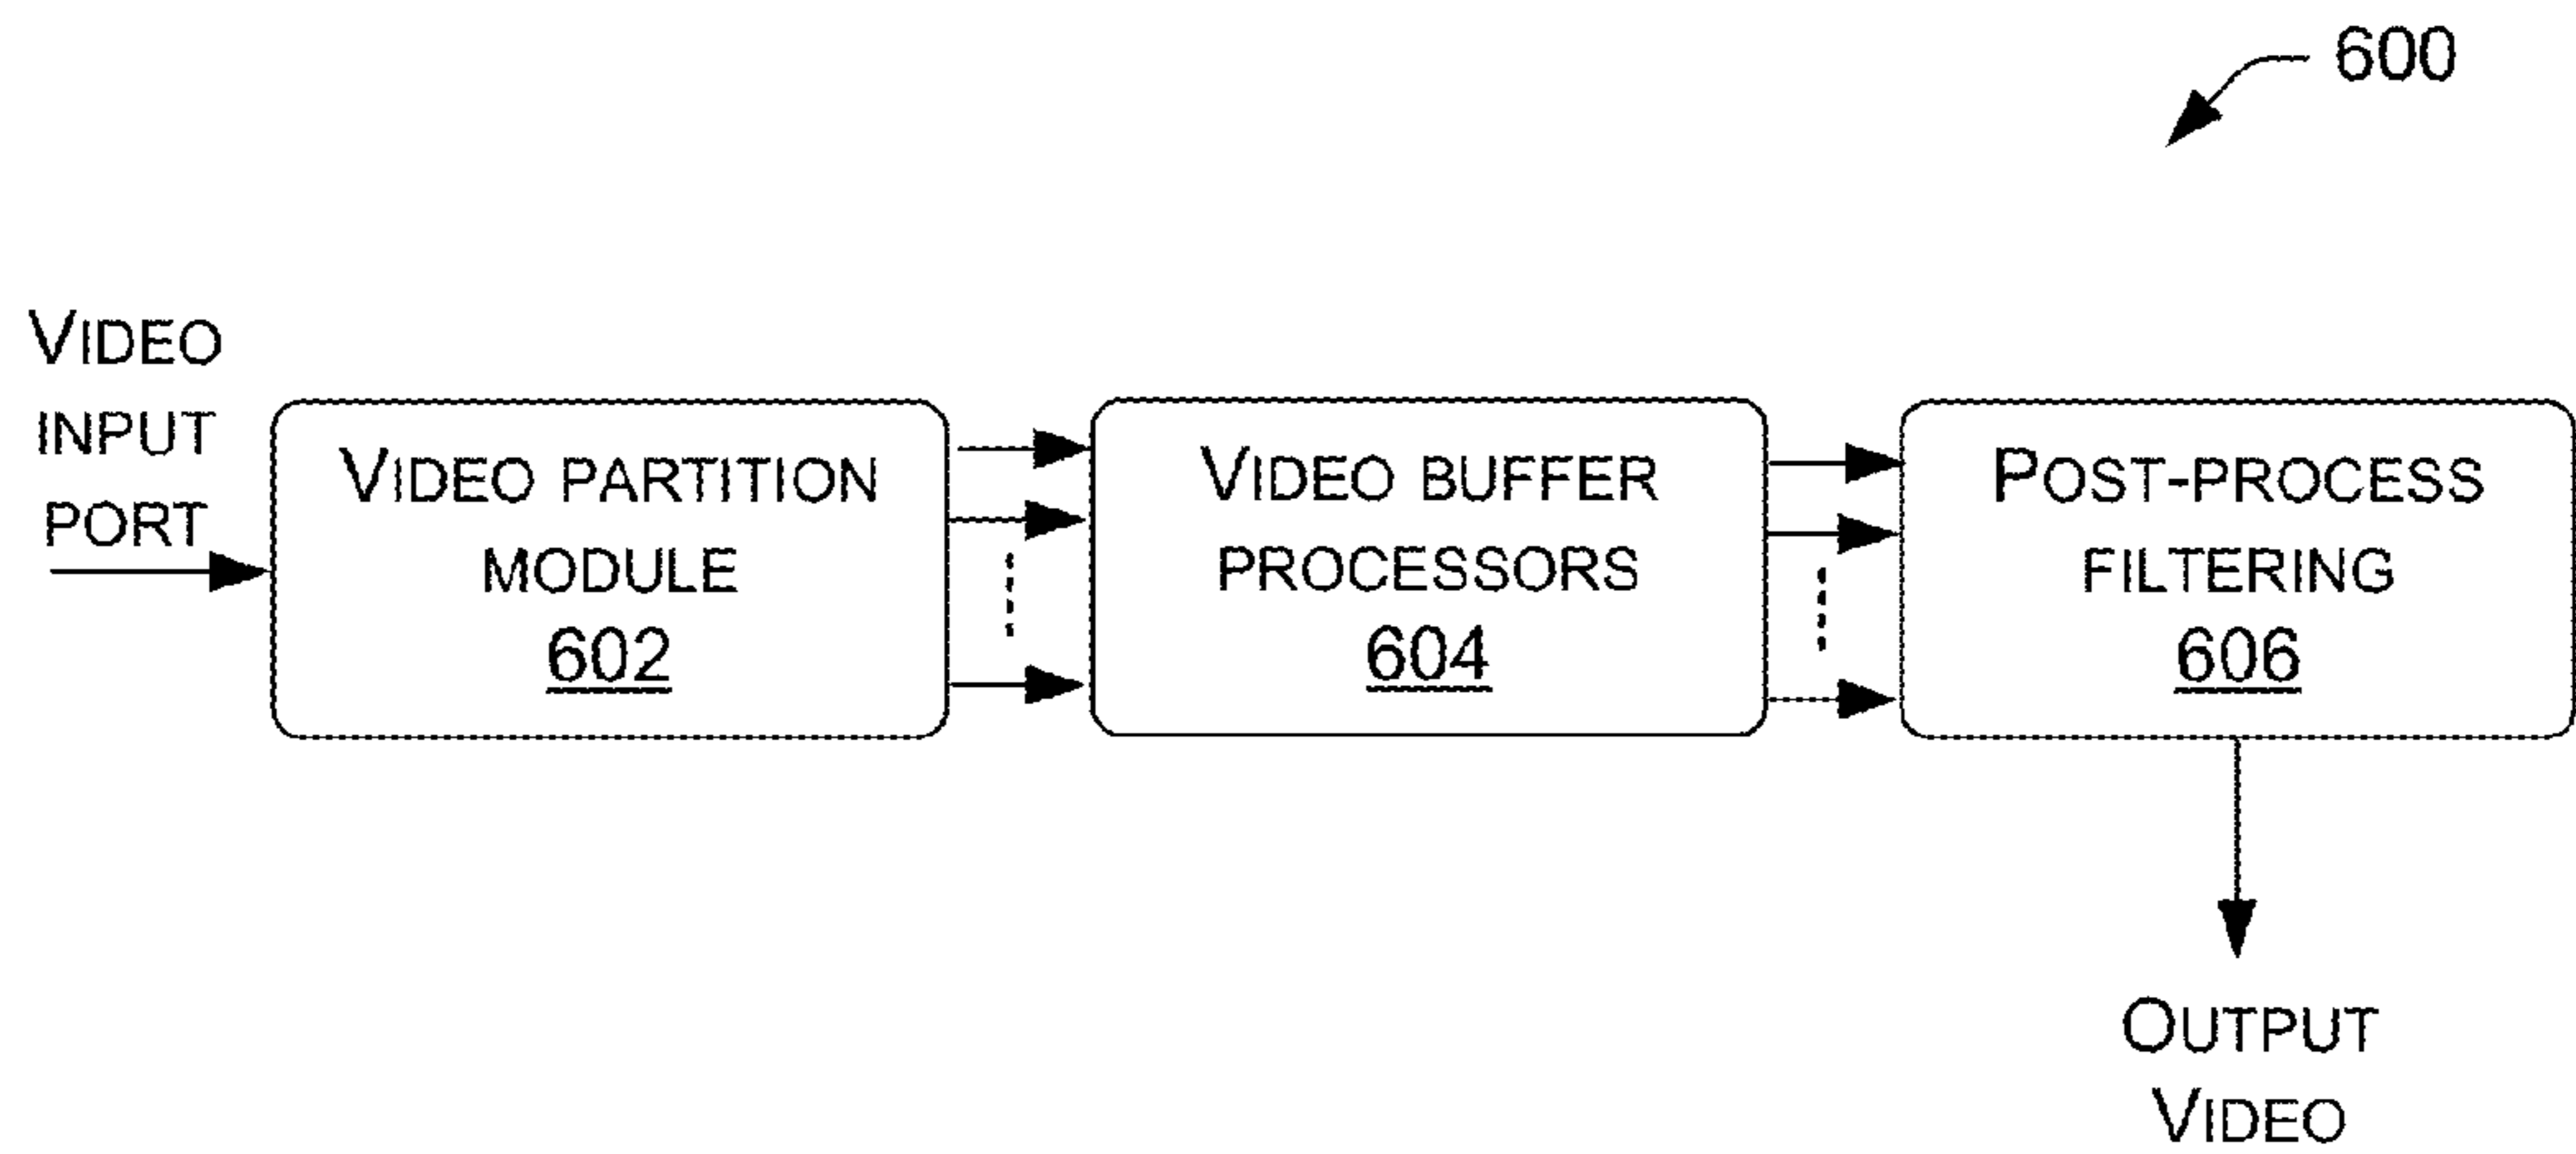 600
VIDEO
INPUT
PORT
VIDEO PARTITION
MODULE
602
VIDEO BUFFER
PROCESSORS
604
POST-PROCESS
FILTERING
606
OUTPUT
VIDEO